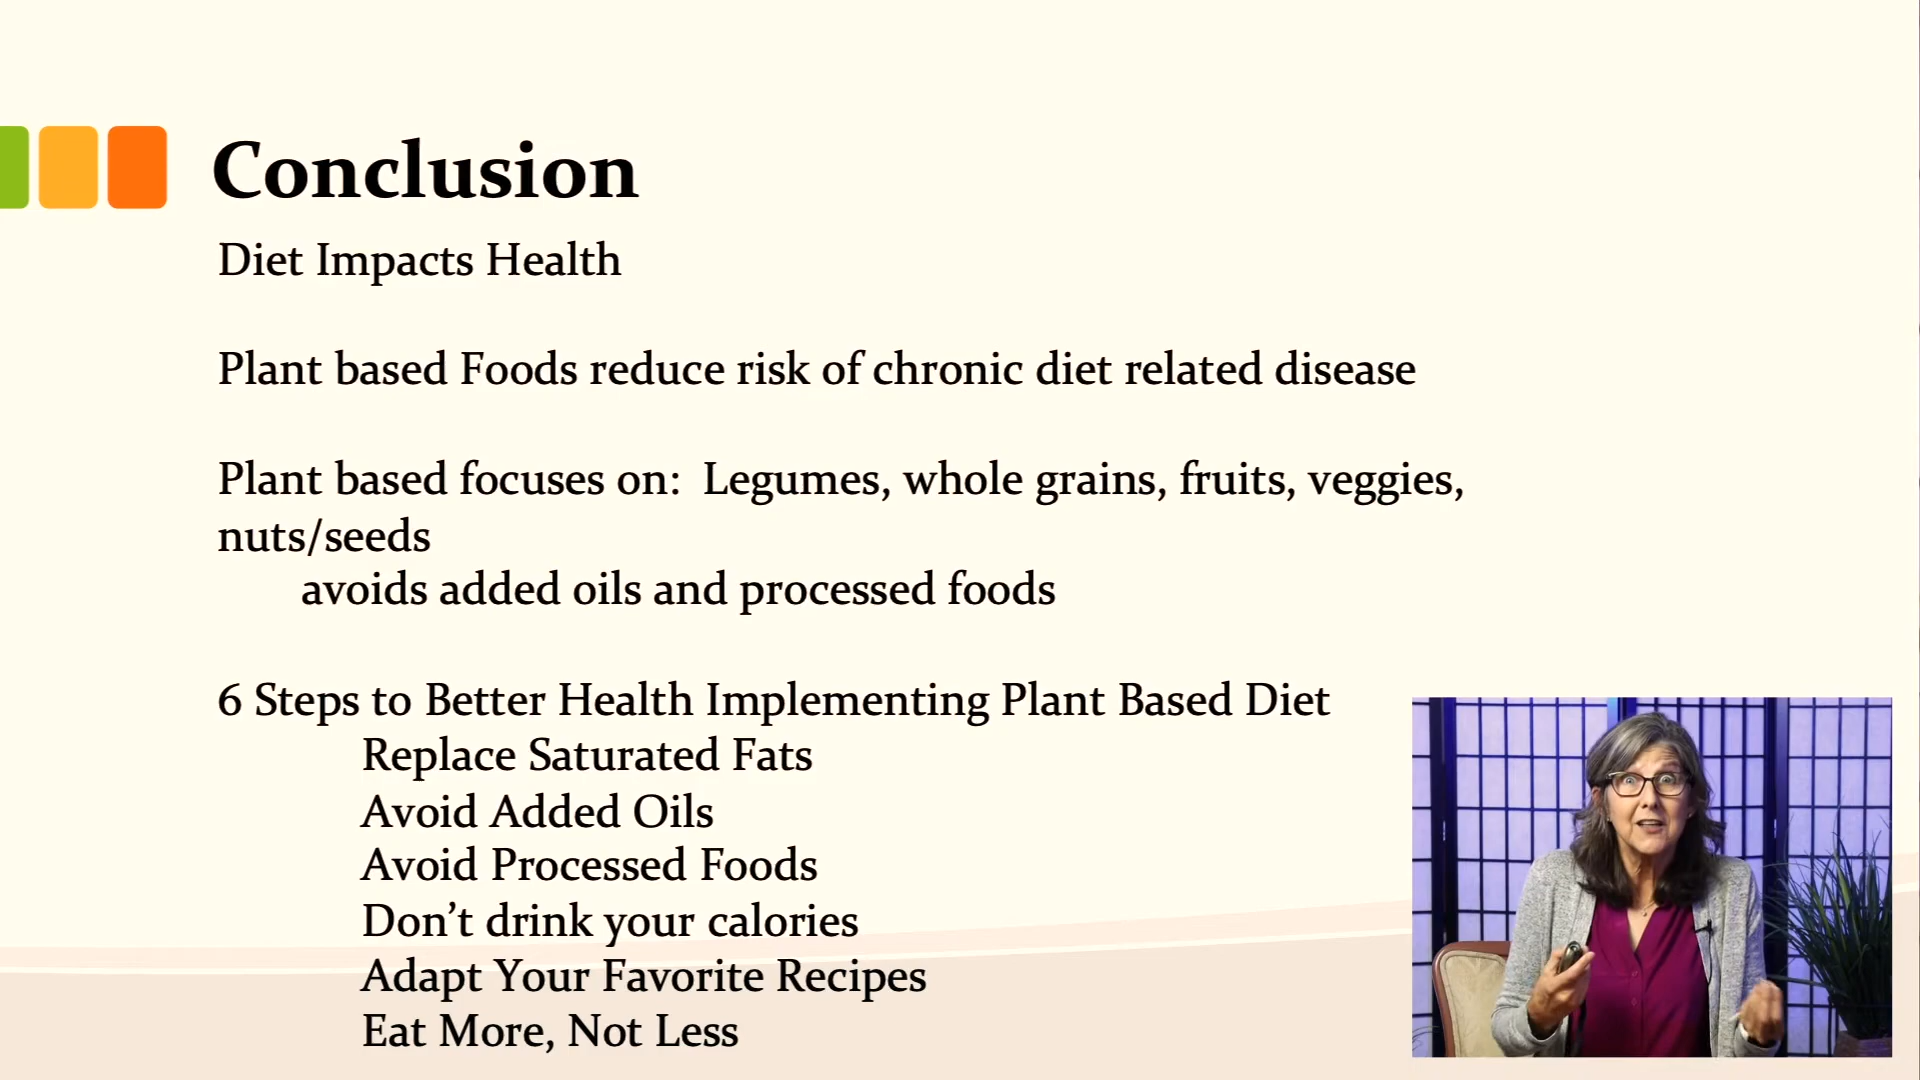 Conclusion
Diet Impacts Health
Plant based Foods reduce risk of chronic diet related disease
Plant based focuses on:  Legumes, whole grains, fruits, veggies,
nuts/seeds
avoids added oils and processed foods
6 Steps to Better Health Implementing Plant Based Diet
Replace Saturated Fats
Avoid Added Oils
Avoid Processed Foods
Don’t drink your calories
Adapt Your Favorite Recipes
Eat More, Not Less